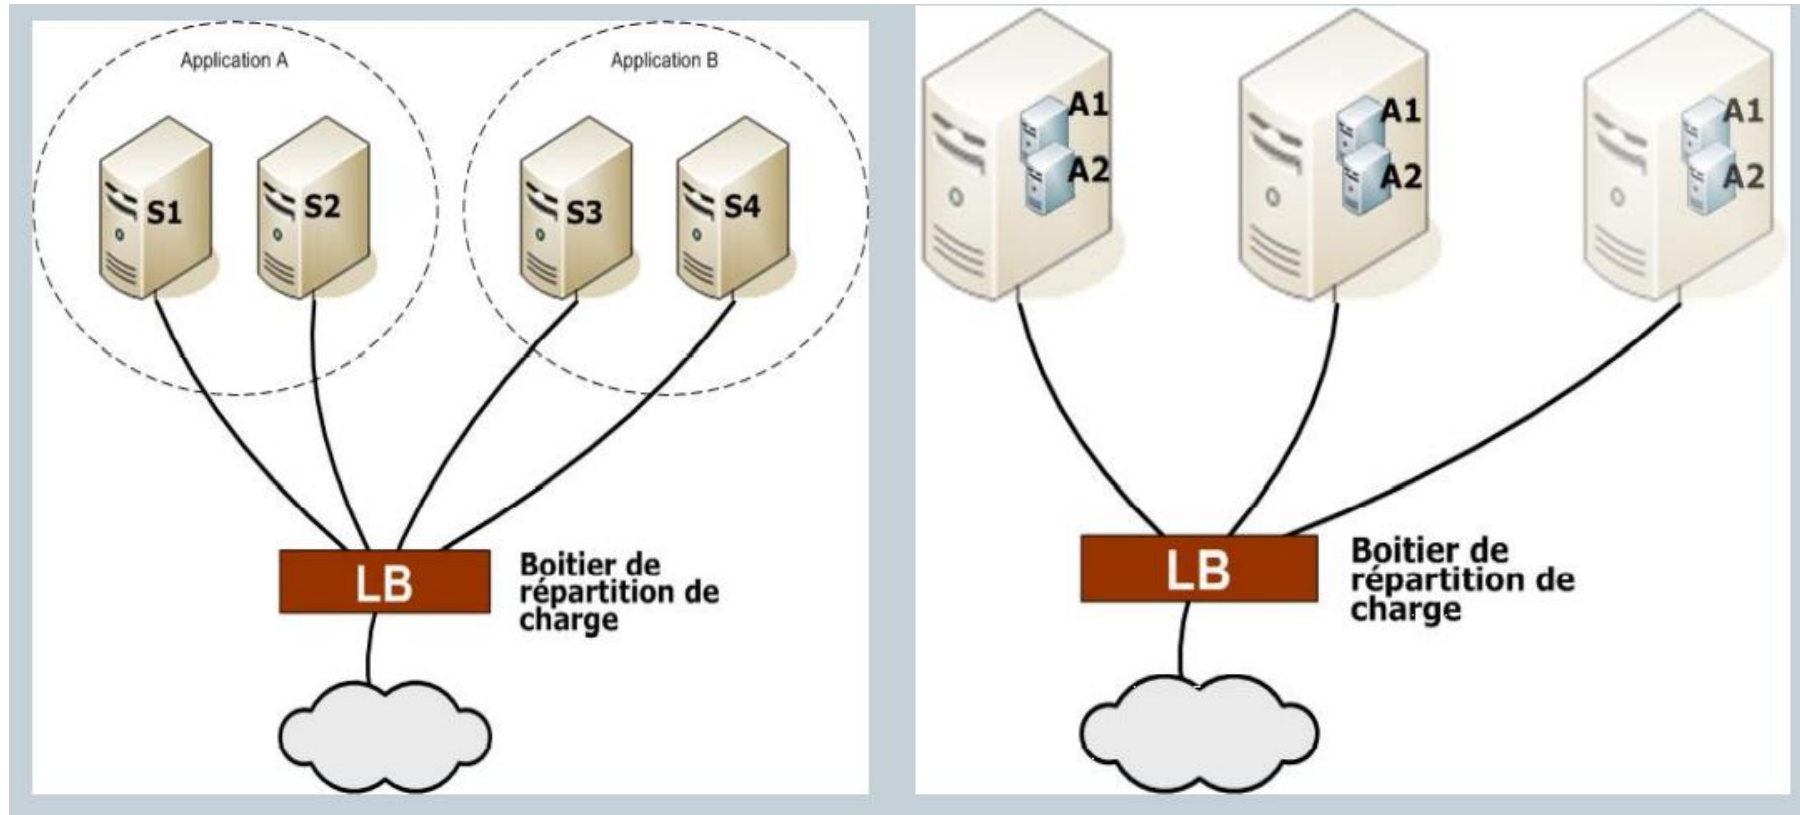 Application A
Application B
S1
S2
S3
S4
LB
Boitier de
répartition de
charge
A1
A2
A1
A2
A1
A2
LB
Boitier de
répartition de
charge